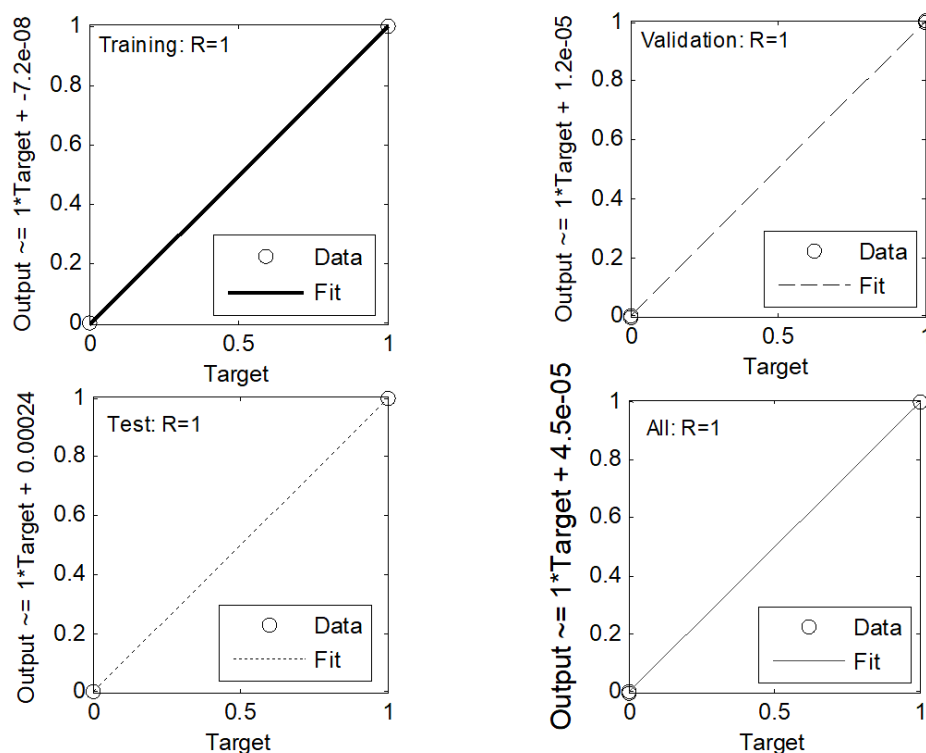 Output ~= 1*Target + -7.2e-08
1
0.8
0.6
0.4
0.2
0
Training: R=1
Data
Fit
0
0.5
1
Target
Output ~= 1*Target + 1.2e-05
1
0.8
0.6
0.4
0.2
0
Validation: R=1
Data
Fit
0
0.5
1
Target
Output ~= 1*Target + 0.00024
1
0.8
0.6
0.4
0.2
0
Test: R=1
Data
Fit
0
0.5
1
Target
Output ~= 1*Target + 4.5e-05
1
0.8
0.6
0.4
0.2
0
All: R=1
Data
Fit
0
0.5
1
Target